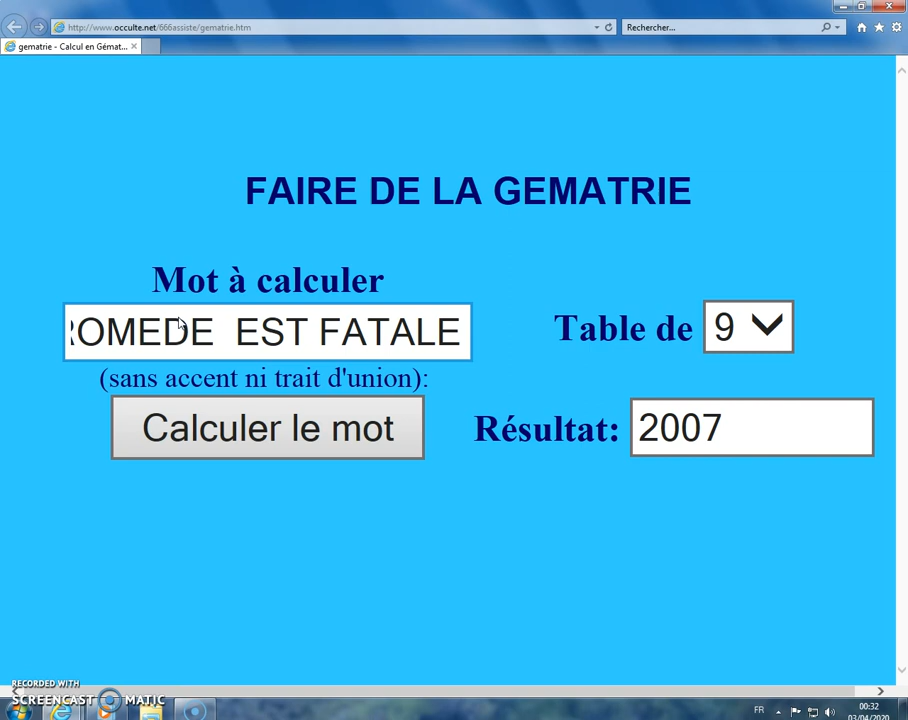 http://www.occulte.net/666assiste/gematrie.htm
Rechercher...
gematrie - Calcul en Gémat...
FAIRE DE LA GEMATRIE
Mot à calculer
ROMEDE  EST FATALE
Table de 9
(sans accent ni trait d'union):
Calculer le mot
Résultat: 2007
RECORDED WITH
SCREENCAST MATIC
FR
00:32
03/04/2020